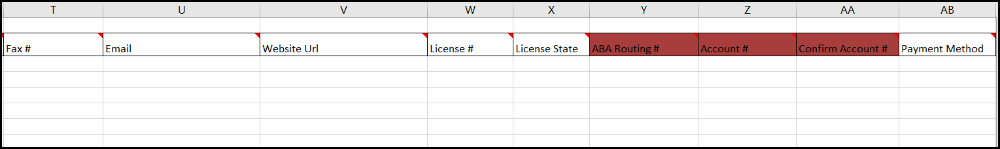 T U V W X Y Z AA AB
Fax # Email Website Url License # License State ABA Routing # Account # Confirm Account # Payment Method